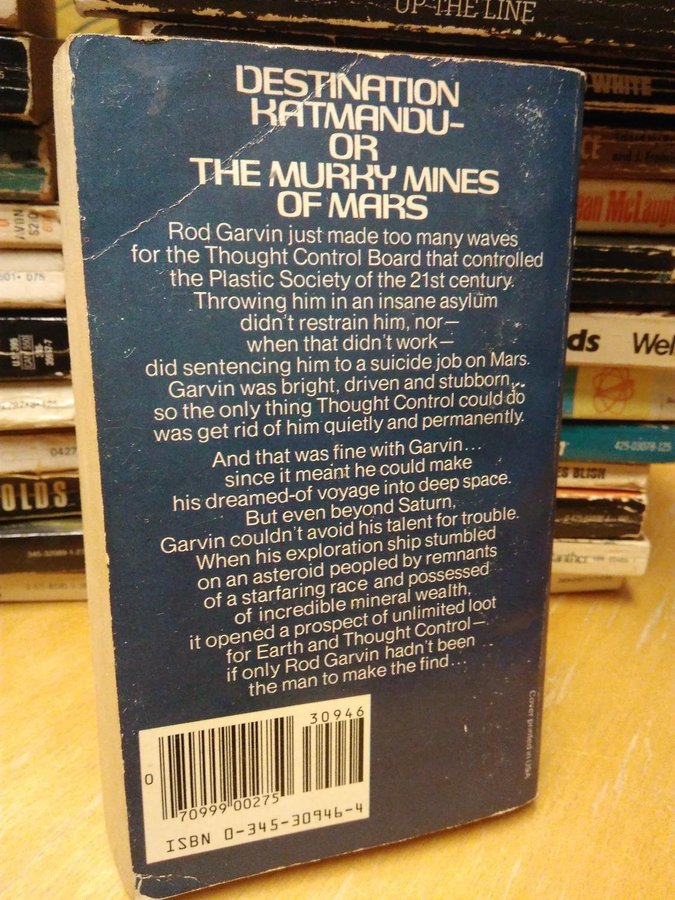 UP THE LINE
WHITE
DESTINATION
KATMANDU-
OR
THE MURKY MINES
OF MARS
Rod Garvin just made too many waves
for the Thought Control Board that controlled
the Plastic Society of the 21st century.
Throwing him in an insane asylum
didn't restrain him, nor—
when that didn't work—
did sentencing him to a suicide job on Mars.
Garvin was bright, driven and stubborn...
so the only thing Thought Control could do
was get rid of him quietly and permanently.
And that was fine with Garvin...
since it meant he could make
his dreamed-of voyage into deep space.
But even beyond Saturn,
Garvin couldn't avoid his talent for trouble.
When his exploration ship stumbled
on an asteroid peopled by remnants
of a starfaring race and possessed
of incredible mineral wealth,
it opened a prospect of unlimited loot
for Earth and Thought Control—
if only Rod Garvin hadn't been
the man to make the find...
30946
0
70999 00275
ISBN 0-345-30946-4
Cover printed in USA
AVON
OLDS
an McLaug
ds Wel
425-03078-125
ES BLISH
0427